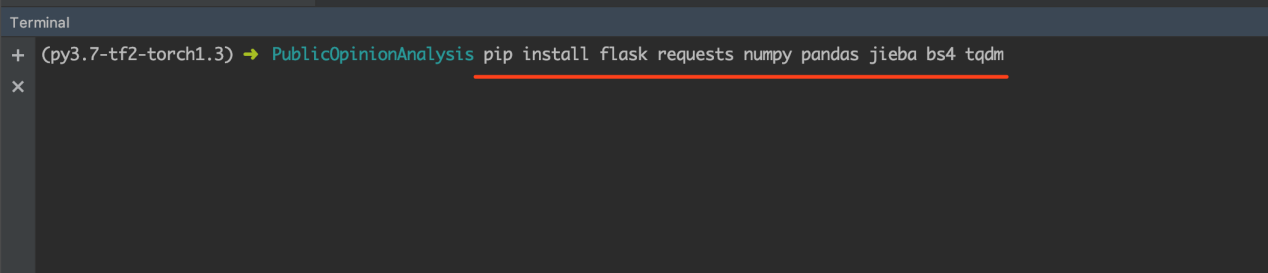 Terminal
+ (py3.7-tf2-torch1.3) ➜ PublicOpinionAnalysis pip install flask requests numpy pandas jieba bs4 tqdm
×